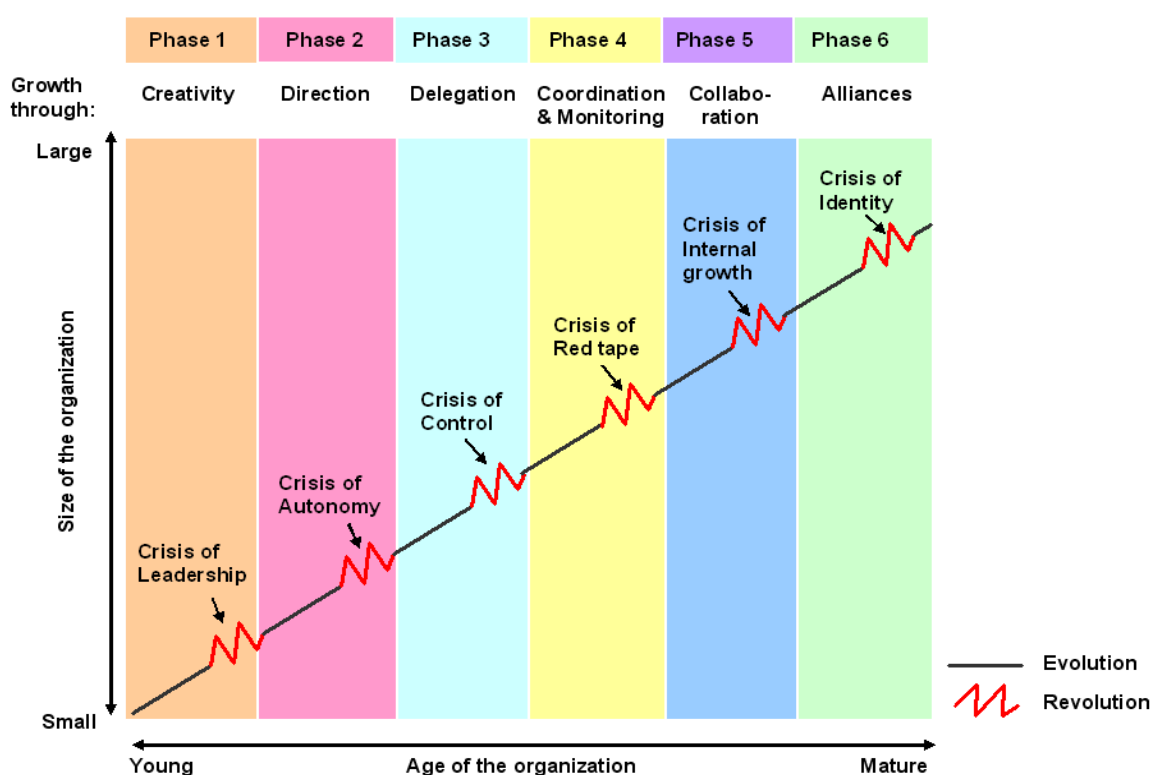 Phase 1
Phase 2
Phase 3
Phase 4
Phase 5
Phase 6
Growth
through:
Creativity
Direction
Delegation
Coordination
& Monitoring
Collabo-
ration
Alliances
Large
Size of the organization
Small
Crisis of
Leadership
Crisis of
Autonomy
Crisis of
Control
Crisis of
Red tape
Crisis of
Internal
growth
Crisis of
Identity
Evolution
Revolution
Young
Age of the organization
Mature